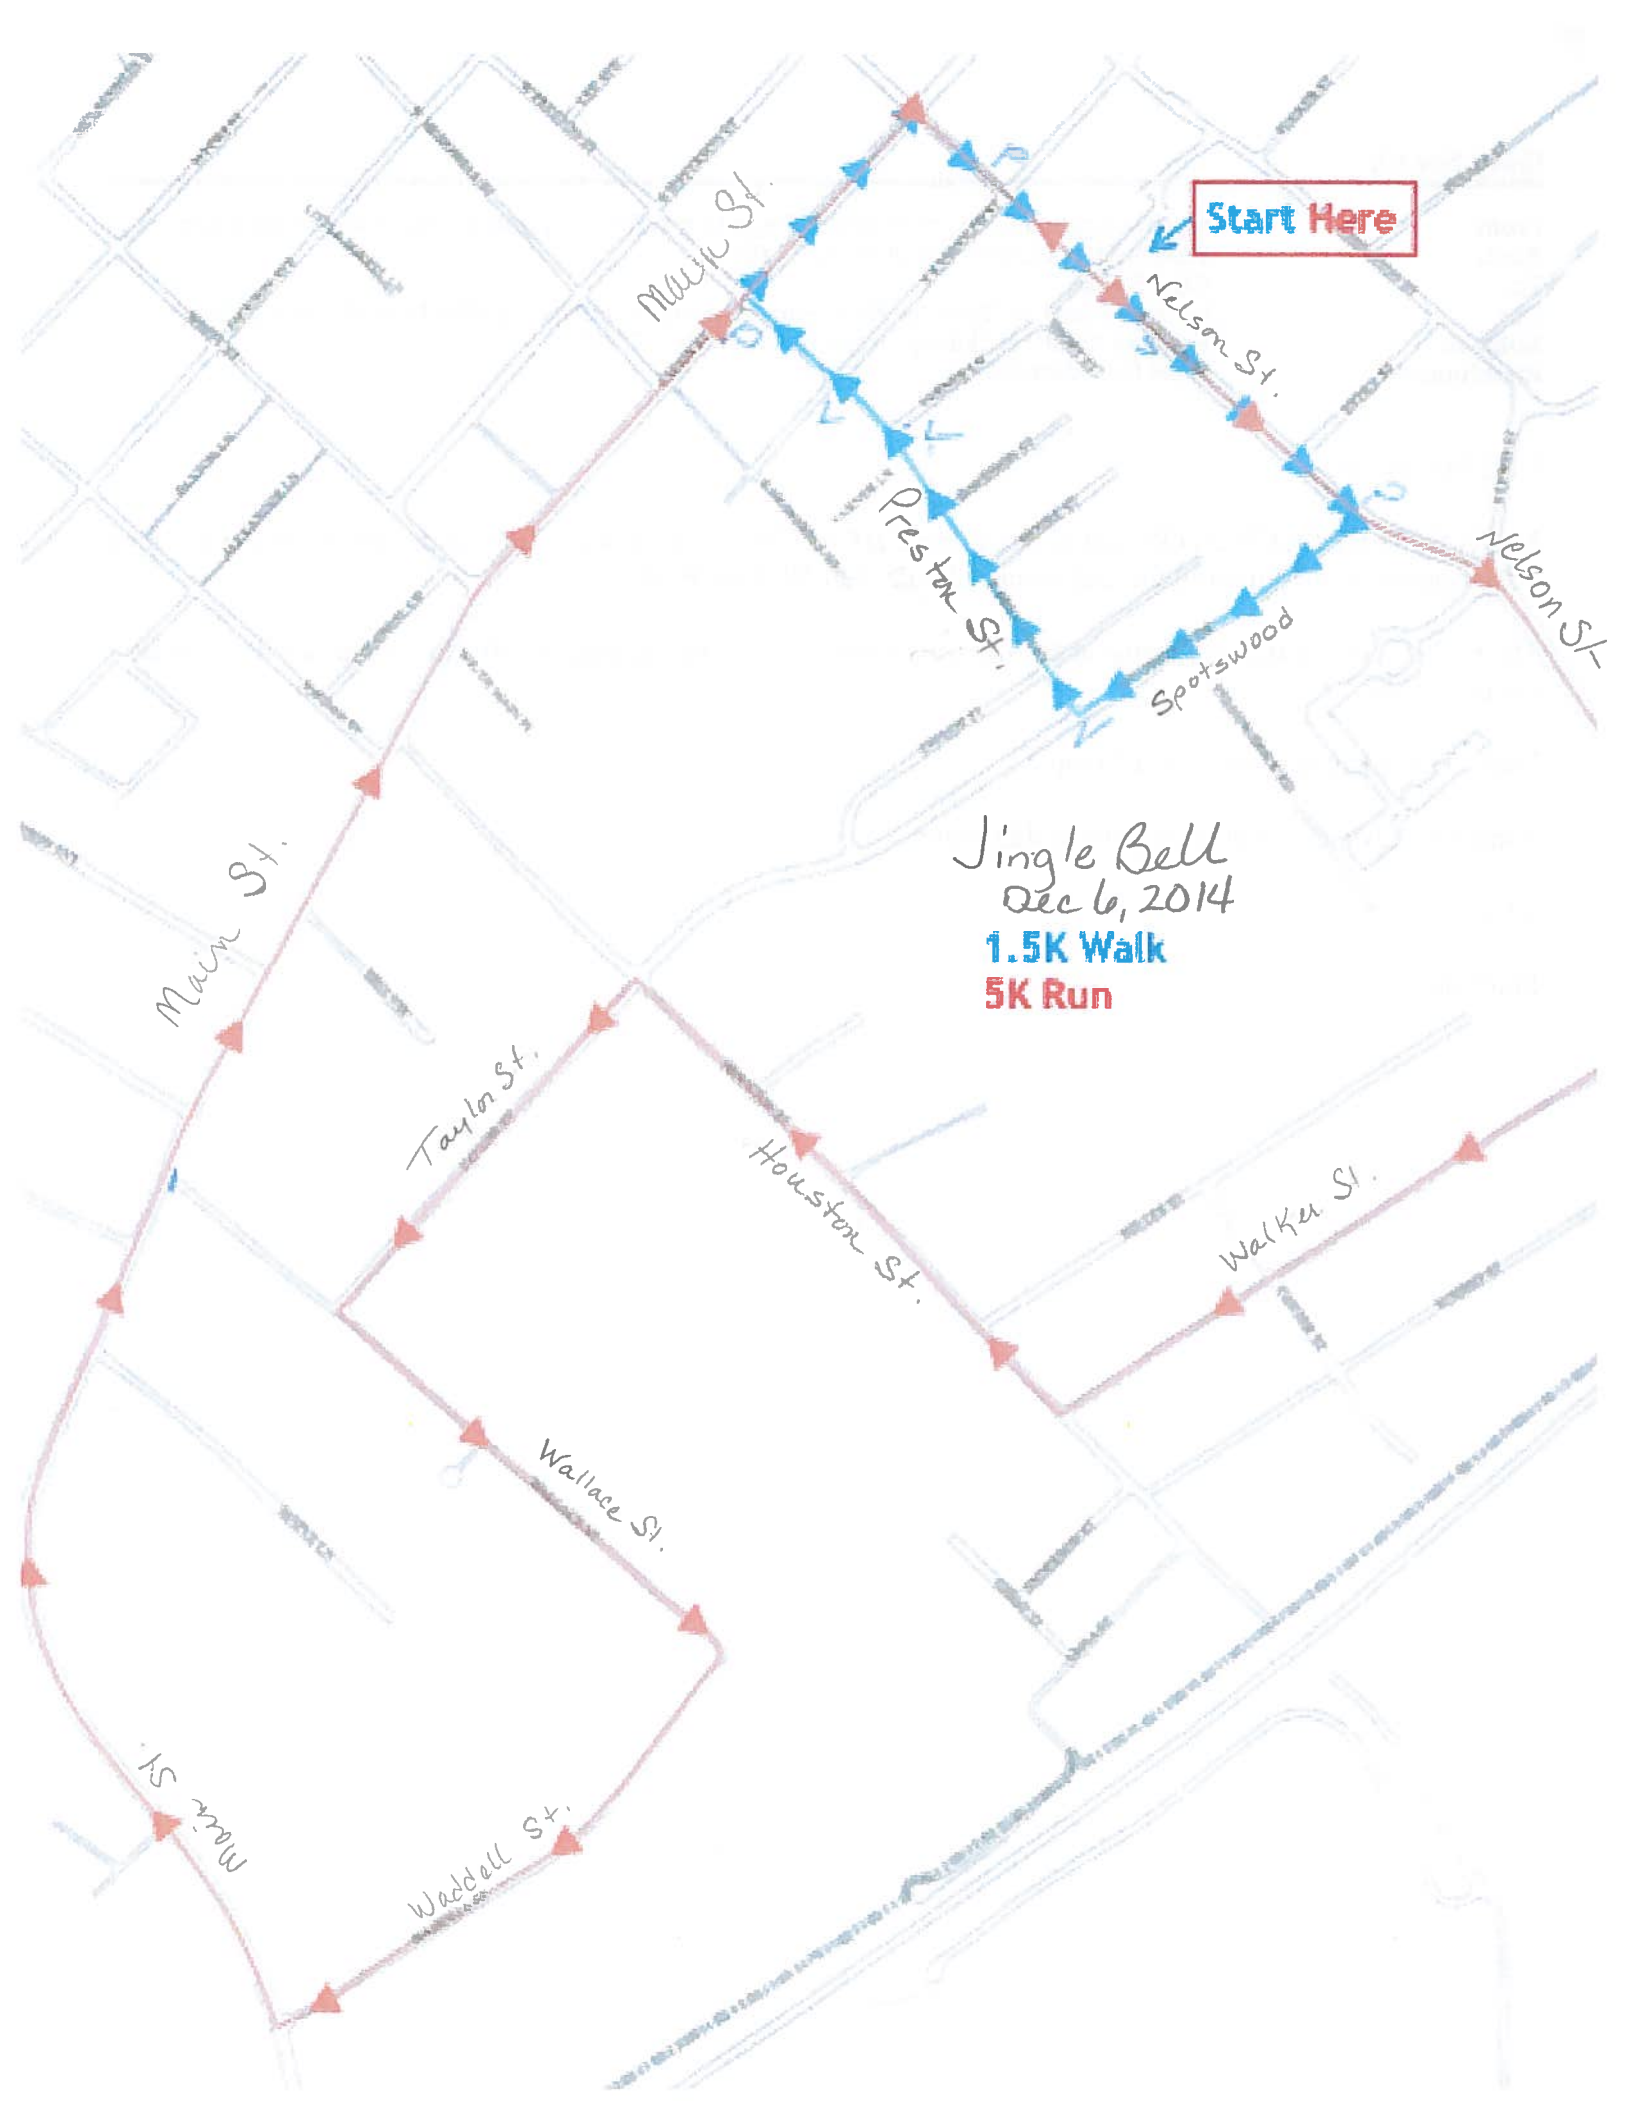 Start Here
Main St.
Nelson St.
Preston St.
Nelson St
Spotswood
Jingle Bell
Dec 6, 2014
1.5K Walk
5K Run
Main St.
Taylor St.
Houston St.
Walker St.
Wallace St.
Main St.
Waddell St.